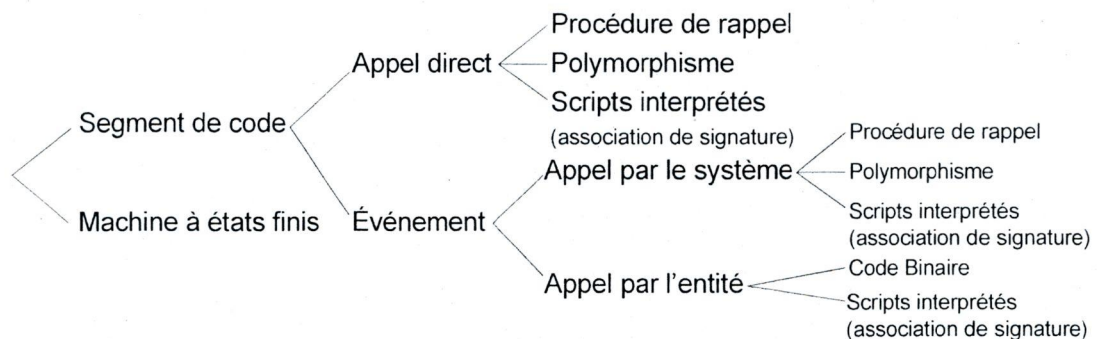 Procédure de rappel
Appel direct
Polymorphisme
Segment de code
Scripts interprétés
(association de signature)
Procédure de rappel
Appel par le système
Polymorphisme
Machine à états finis
Événement
Scripts interprétés
(association de signature)
Code Binaire
Appel par l'entité
Scripts interprétés
(association de signature)